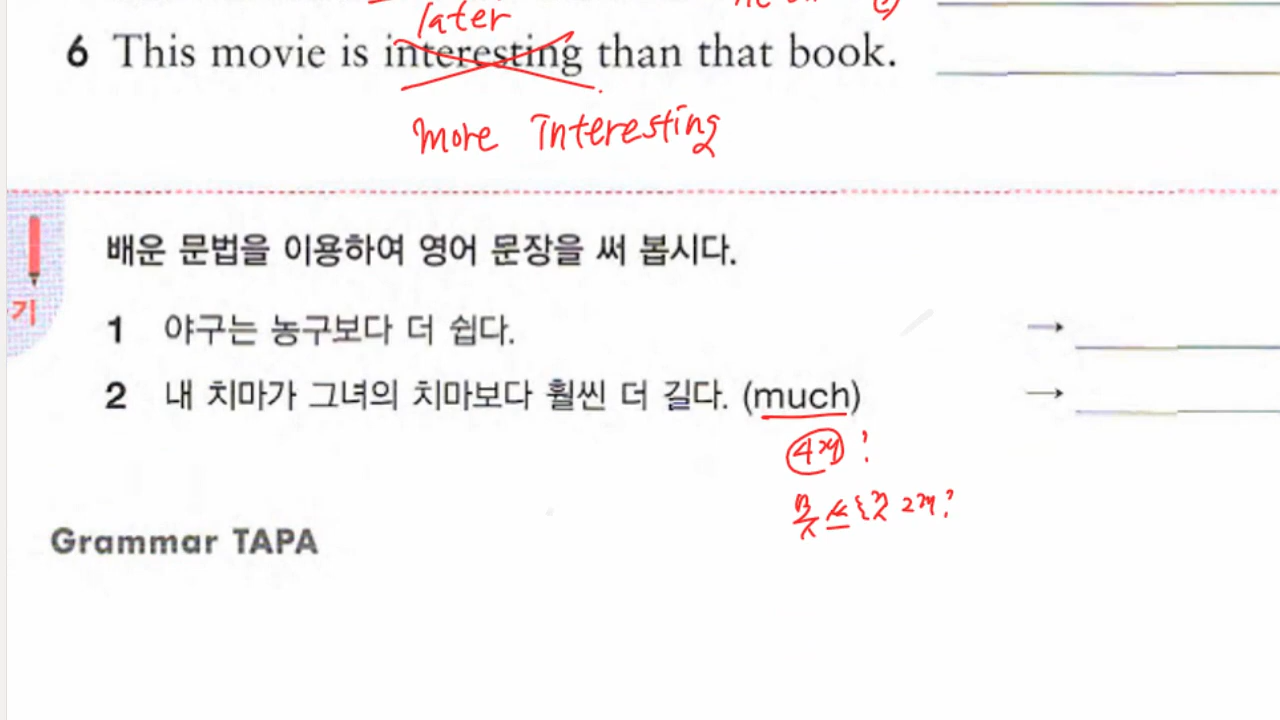 later
6 This movie is interesting than that book.
more interesting
기
배운 문법을 이용하여 영어 문장을 써 봅시다.
1 야구는 농구보다 더 쉽다. →
2 내 치마가 그녀의 치마보다 훨씬 더 길다. (much) →
4개?
못 쓰는것 2개?
Grammar TAPA